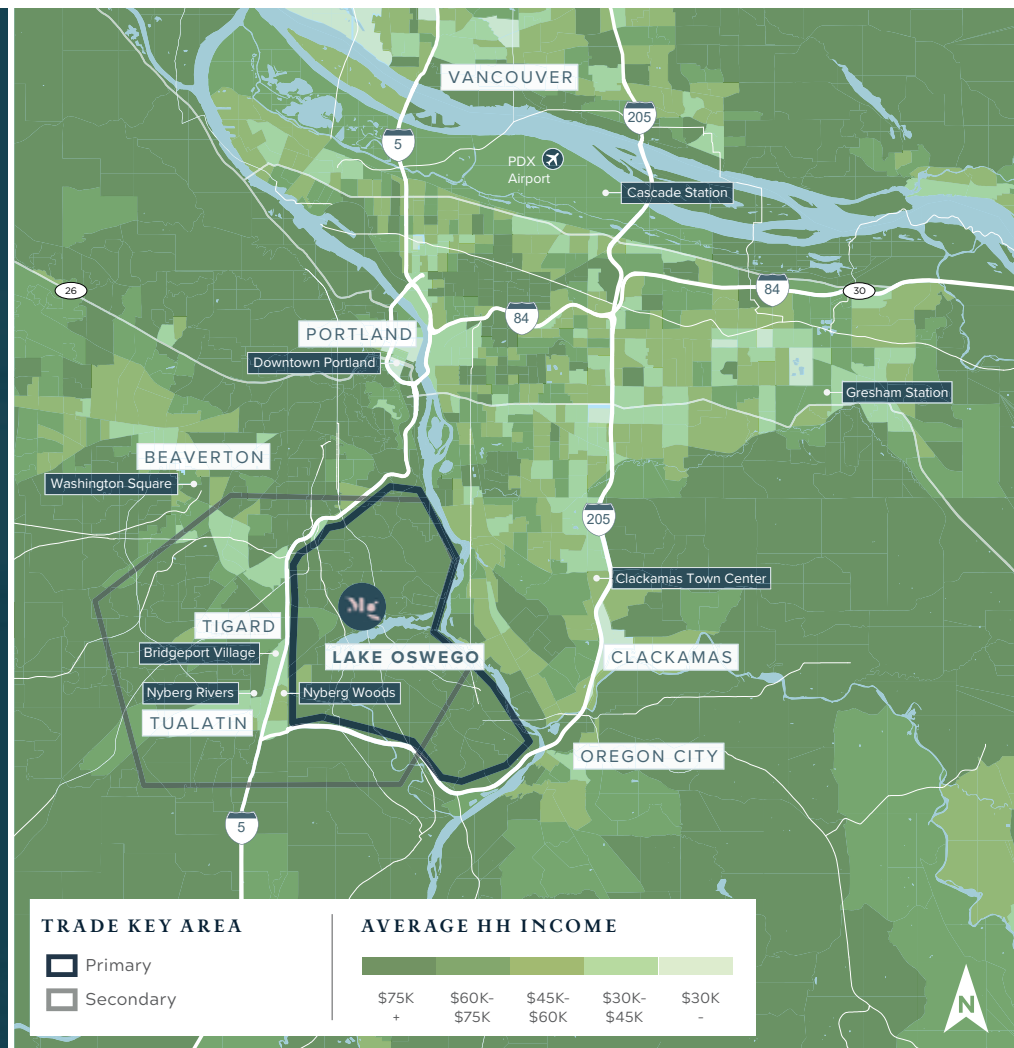 VANCOUVER
205
5
PDX
Airport
Cascade Station
26
84
30
84
PORTLAND
Downtown Portland
Gresham Station
BEAVERTON
Washington Square
205
Clackamas Town Center
TIGARD
Bridgeport Village
LAKE OSWEGO
CLACKAMAS
Nyberg Rivers
Nyberg Woods
TUALATIN
OREGON CITY
5
TRADE KEY AREA
Primary
Secondary
AVERAGE HH INCOME
$75K
+
$60K-
$75K
$45K-
$60K
$30K-
$45K
$30K
-
N